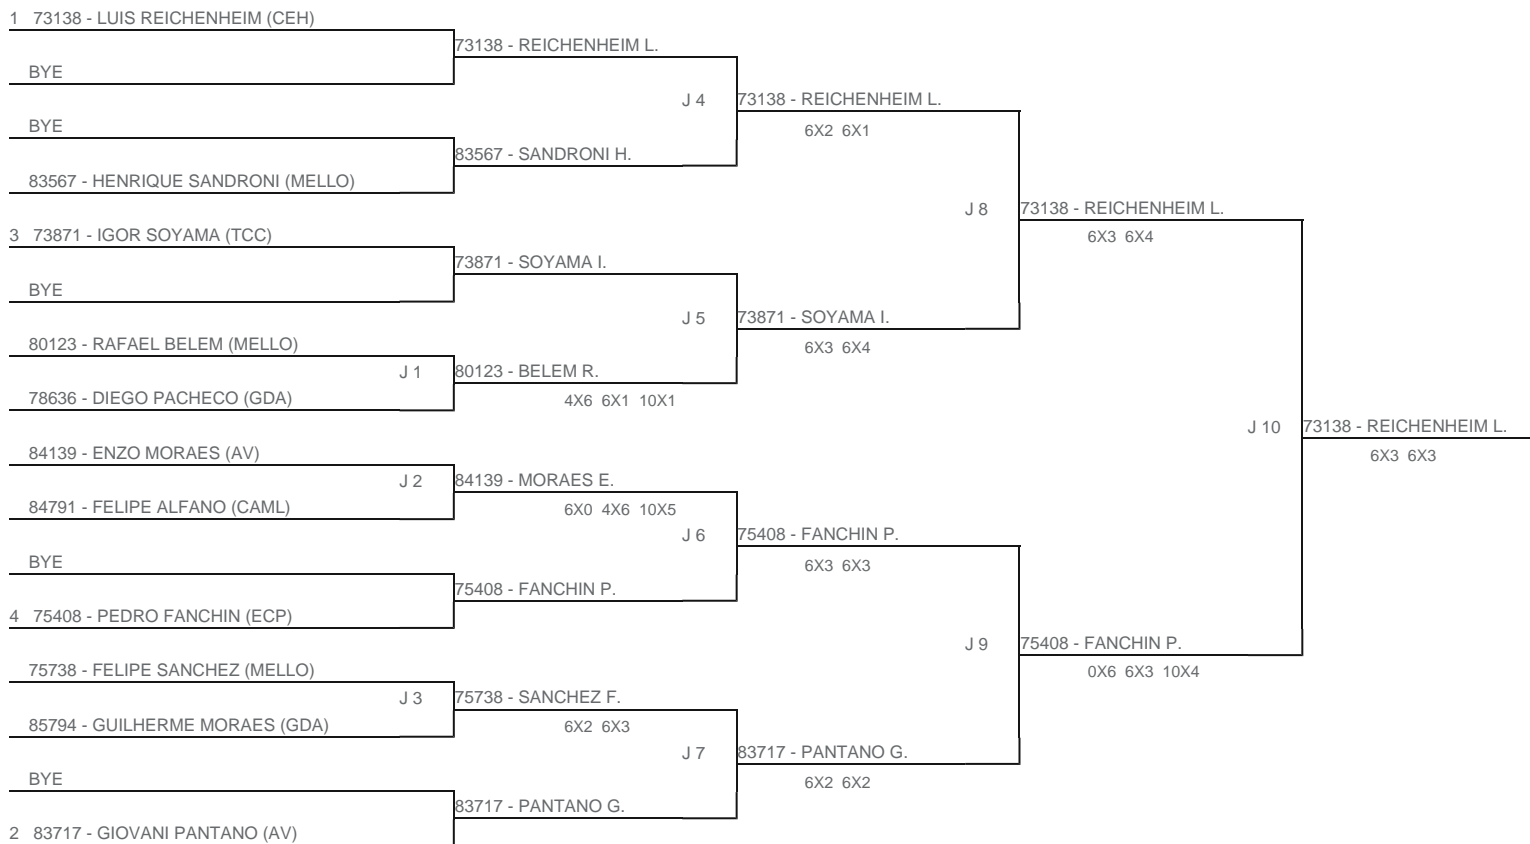 1 73138 - LUIS REICHENHEIM (CEH)
73138 - REICHENHEIM L.
BYE
J 4 73138 - REICHENHEIM L.
BYE
6X2 6X1
83567 - SANDRONI H.
83567 - HENRIQUE SANDRONI (MELLO)
J 8 73138 - REICHENHEIM L.
3 73871 - IGOR SOYAMA (TCC)
6X3 6X4
73871 - SOYAMA I.
BYE
J 5 73871 - SOYAMA I.
80123 - RAFAEL BELEM (MELLO)
6X3 6X4
J 1 80123 - BELEM R.
78636 - DIEGO PACHECO (GDA)
4X6 6X1 10X1
J 10 73138 - REICHENHEIM L.
84139 - ENZO MORAES (AV)
6X3 6X3
J 2 84139 - MORAES E.
84791 - FELIPE ALFANO (CAML)
6X0 4X6 10X5
J 6 75408 - FANCHIN P.
BYE
6X3 6X3
75408 - FANCHIN P.
4 75408 - PEDRO FANCHIN (ECP)
J 9 75408 - FANCHIN P.
75738 - FELIPE SANCHEZ (MELLO)
0X6 6X3 10X4
J 3 75738 - SANCHEZ F.
85794 - GUILHERME MORAES (GDA)
6X2 6X3
J 7 83717 - PANTANO G.
BYE
6X2 6X2
83717 - PANTANO G.
2 83717 - GIOVANI PANTANO (AV)